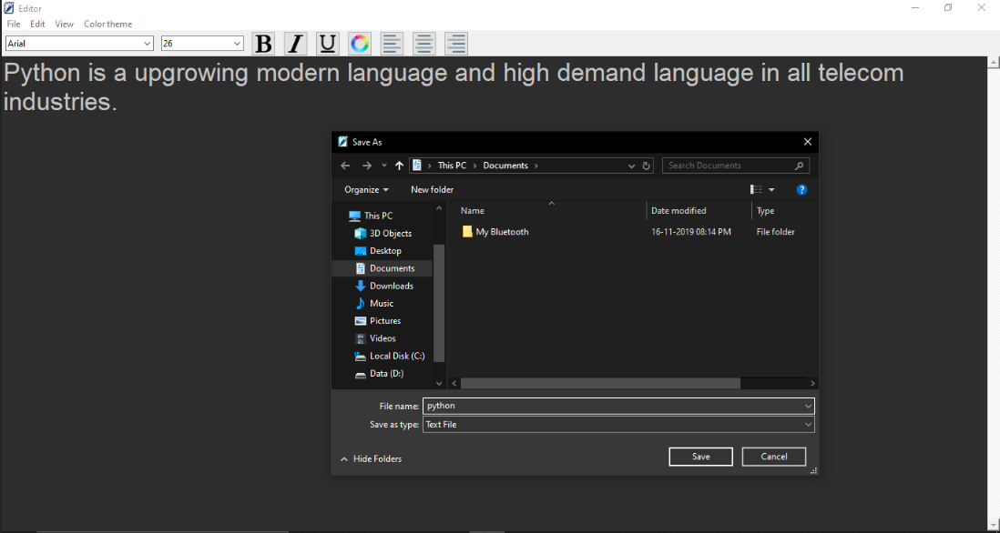 Editor
File Edit View Color theme
Arial 26 B I U
Python is a upgrowing modern language and high demand language in all telecom
industries.
Save As
This PC > Documents >
Search Documents
Organize New folder
Name Date modified Type
This PC
3D Objects
Desktop
Documents
Downloads
Music
Pictures
Videos
Local Disk (C:)
Data (D:)
My Bluetooth 16-11-2019 08:14 PM File folder
File name: python
Save as type: Text File
Hide Folders
Save Cancel